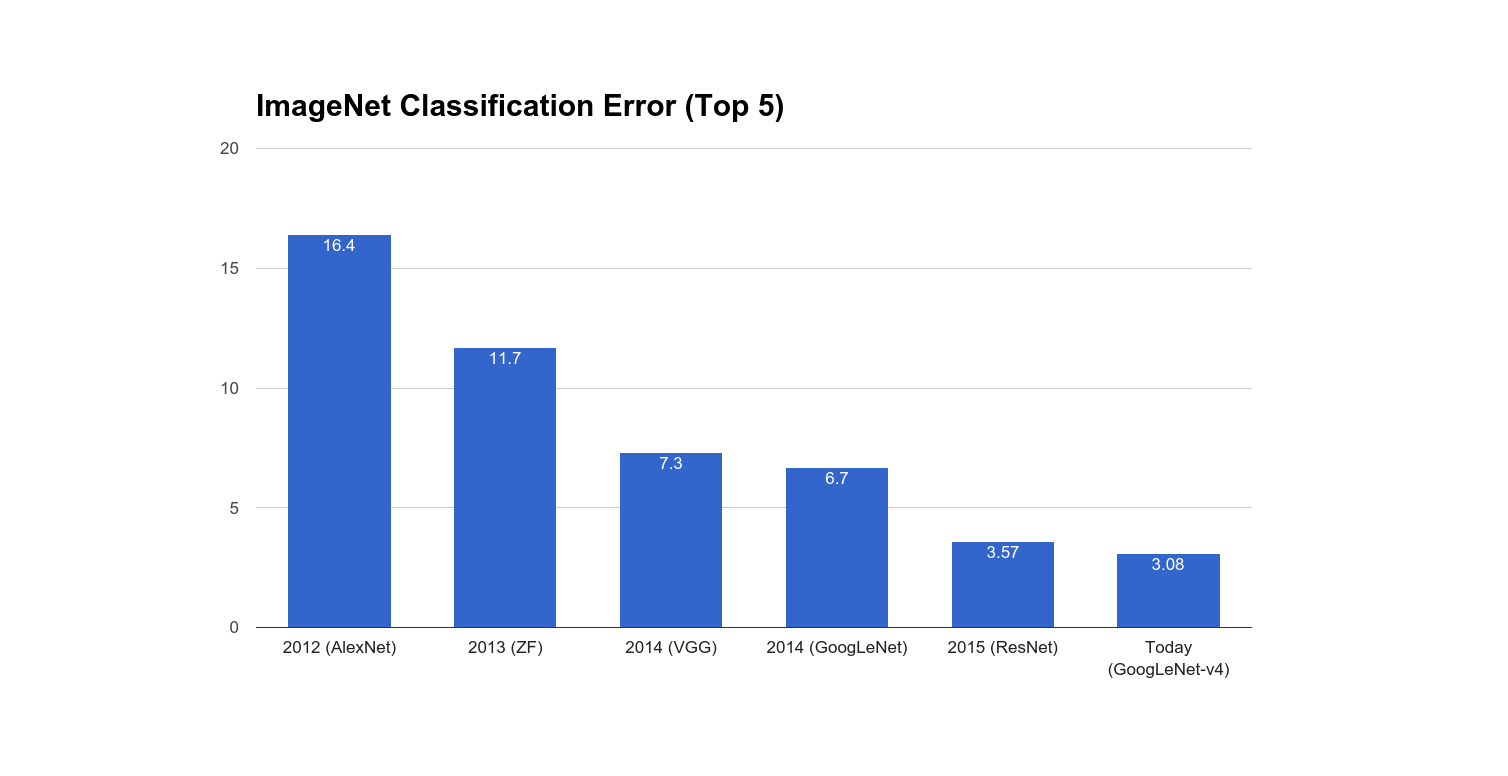 ImageNet Classification Error (Top 5)
20
15
10
5
0
16.4
11.7
7.3
6.7
3.57
3.08
2012 (AlexNet)
2013 (ZF)
2014 (VGG)
2014 (GoogLeNet)
2015 (ResNet)
Today
(GoogLeNet-v4)